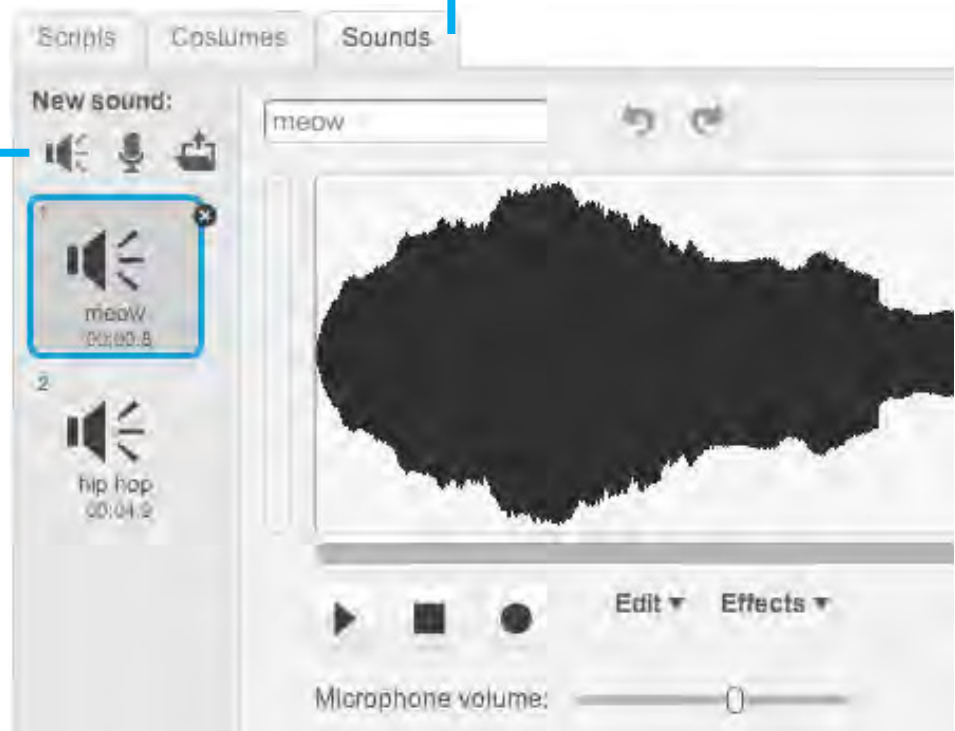 Scripts Costumes Sounds
New sound:
meow
1
meow
00:00.8
2
hip hop
00:04.9
Edit Effects
Microphone volume: